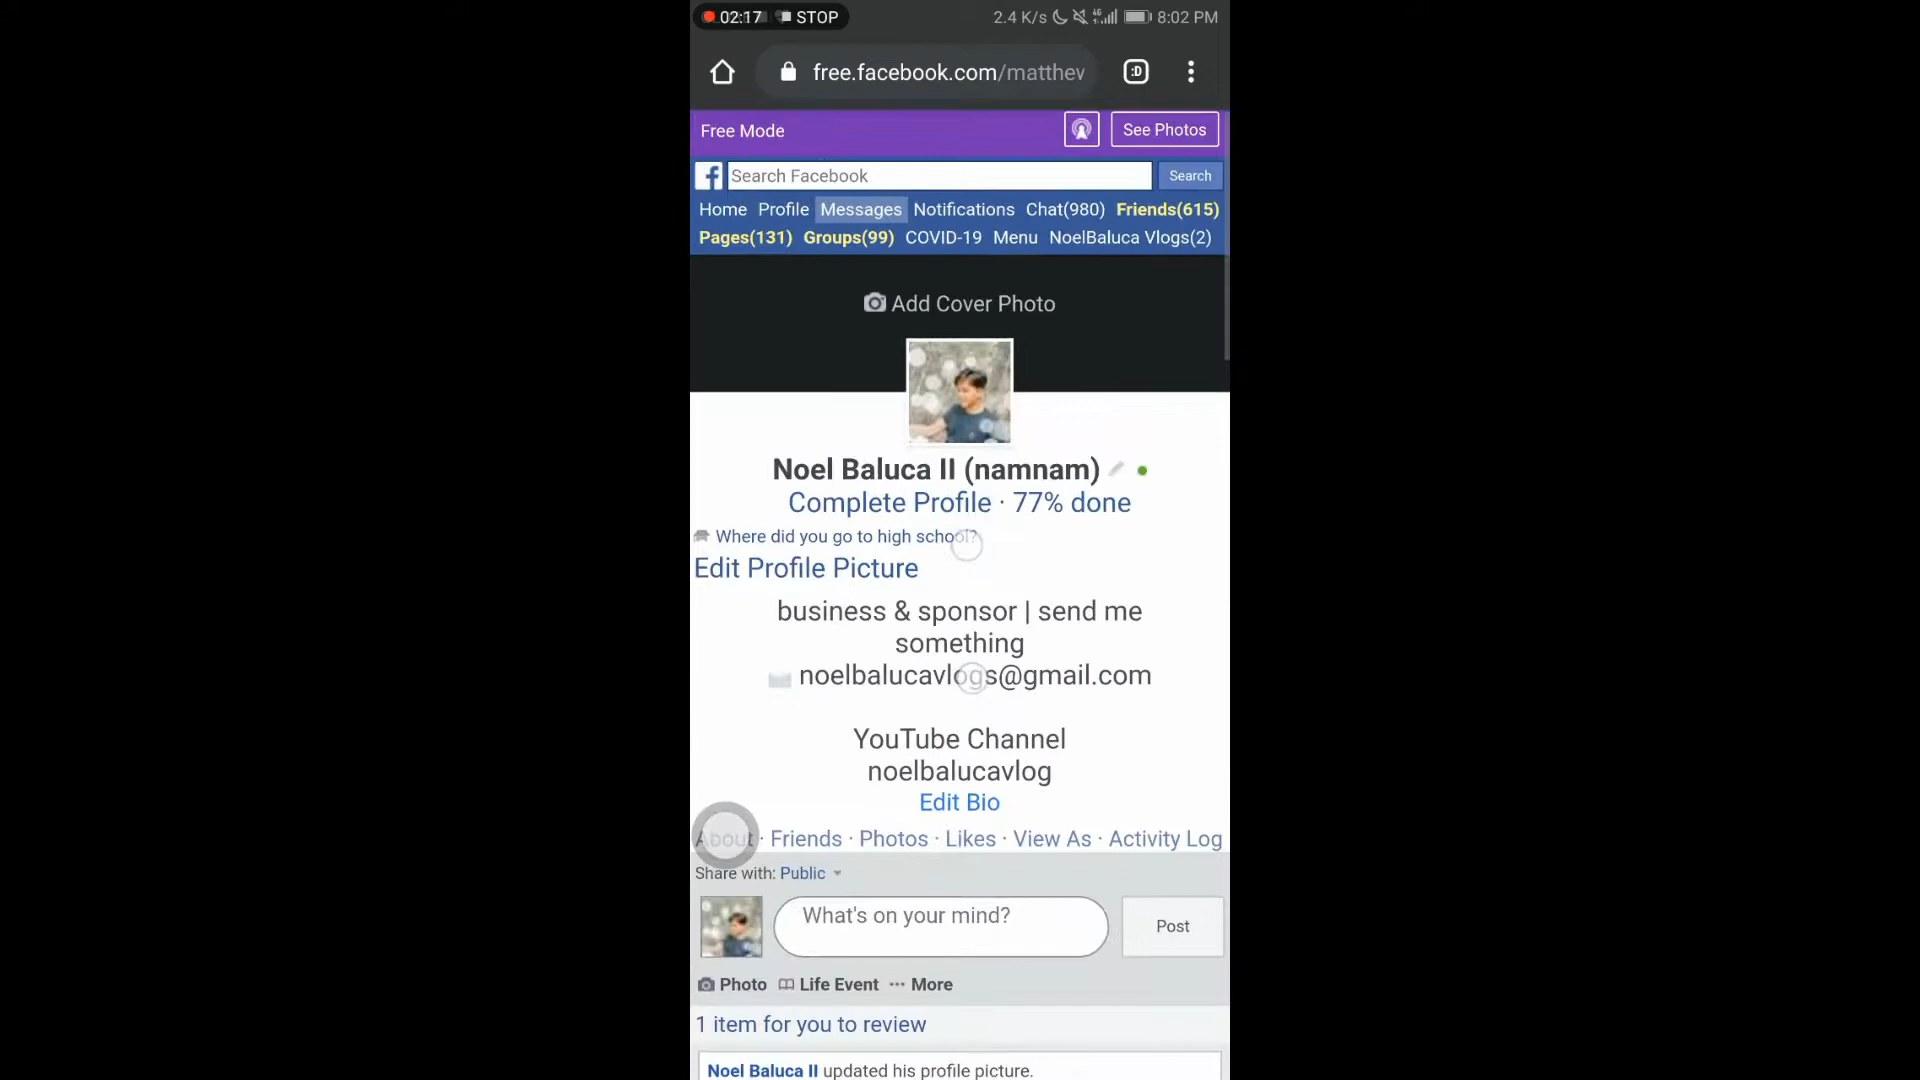 02:17 STOP 2.4 K/s 4G 8:02 PM
free.facebook.com/matthev :D
Free Mode See Photos
Search Facebook Search
Home Profile Messages Notifications Chat(980) Friends(615)
Pages(131) Groups(99) COVID-19 Menu NoelBaluca Vlogs(2)
Add Cover Photo
Noel Baluca II (namnam)
Complete Profile · 77% done
Where did you go to high school?
Edit Profile Picture
business & sponsor | send me
something
noelbalucavlogs@gmail.com
YouTube Channel
noelbalucavlog
Edit Bio
About · Friends · Photos · Likes · View As · Activity Log
Share with: Public
What's on your mind? Post
Photo Life Event ··· More
1 item for you to review
Noel Baluca II updated his profile picture.